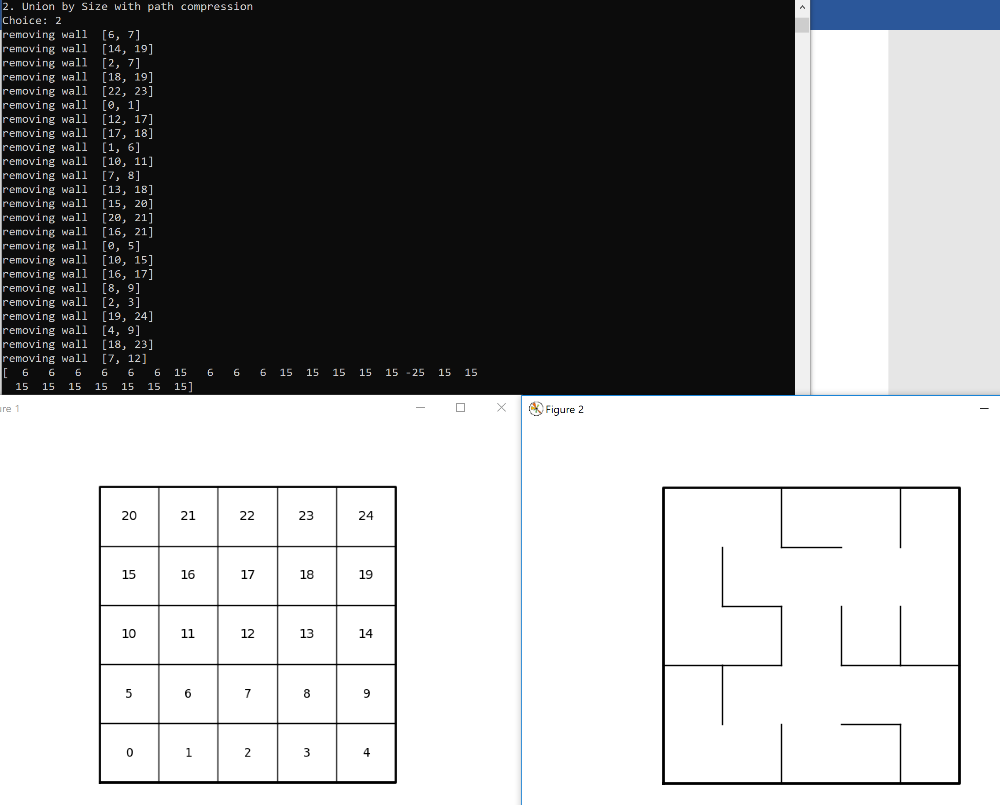 2. Union by Size with path compression
Choice: 2
removing wall  [6, 7]
removing wall  [14, 19]
removing wall  [2, 7]
removing wall  [18, 19]
removing wall  [22, 23]
removing wall  [0, 1]
removing wall  [12, 17]
removing wall  [17, 18]
removing wall  [1, 6]
removing wall  [10, 11]
removing wall  [7, 8]
removing wall  [13, 18]
removing wall  [15, 20]
removing wall  [20, 21]
removing wall  [16, 21]
removing wall  [0, 5]
removing wall  [10, 15]
removing wall  [16, 17]
removing wall  [8, 9]
removing wall  [2, 3]
removing wall  [19, 24]
removing wall  [4, 9]
removing wall  [18, 23]
removing wall  [7, 12]
[  6   6   6   6   6   6  15   6   6   6  15  15  15  15  15 -25  15  15
  15  15  15  15  15  15  15]
ure 1
Figure 2
20 21 22 23 24
15 16 17 18 19
10 11 12 13 14
5 6 7 8 9
0 1 2 3 4